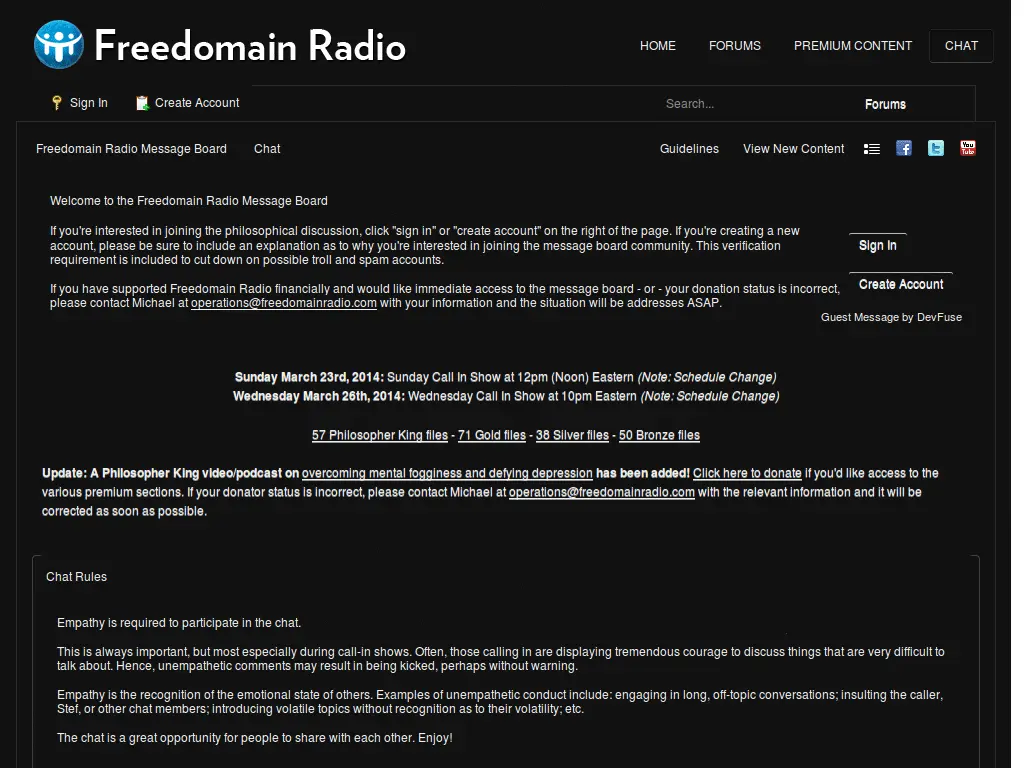 Freedomain Radio
HOME FORUMS PREMIUM CONTENT CHAT
Sign In Create Account Search... Forums
Freedomain Radio Message Board Chat Guidelines View New Content
You
Tube
Welcome to the Freedomain Radio Message Board
If you're interested in joining the philosophical discussion, click "sign in" or "create account" on the right of the page. If you're creating a new
account, please be sure to include an explanation as to why you're interested in joining the message board community. This verification
requirement is included to cut down on possible troll and spam accounts.
Sign In
If you have supported Freedomain Radio financially and would like immediate access to the message board - or - your donation status is incorrect,
please contact Michael at operations@freedomainradio.com with your information and the situation will be addresses ASAP.
Create Account
Guest Message by DevFuse
Sunday March 23rd, 2014: Sunday Call In Show at 12pm (Noon) Eastern (Note: Schedule Change)
Wednesday March 26th, 2014: Wednesday Call In Show at 10pm Eastern (Note: Schedule Change)
57 Philosopher King files - 71 Gold files - 38 Silver files - 50 Bronze files
Update: A Philosopher King video/podcast on overcoming mental fogginess and defying depression has been added! Click here to donate if you'd like access to the
various premium sections. If your donator status is incorrect, please contact Michael at operations@freedomainradio.com with the relevant information and it will be
corrected as soon as possible.
Chat Rules
Empathy is required to participate in the chat.
This is always important, but most especially during call-in shows. Often, those calling in are displaying tremendous courage to discuss things that are very difficult to
talk about. Hence, unempathetic comments may result in being kicked, perhaps without warning.
Empathy is the recognition of the emotional state of others. Examples of unempathetic conduct include: engaging in long, off-topic conversations; insulting the caller,
Stef, or other chat members; introducing volatile topics without recognition as to their volatility; etc.
The chat is a great opportunity for people to share with each other. Enjoy!